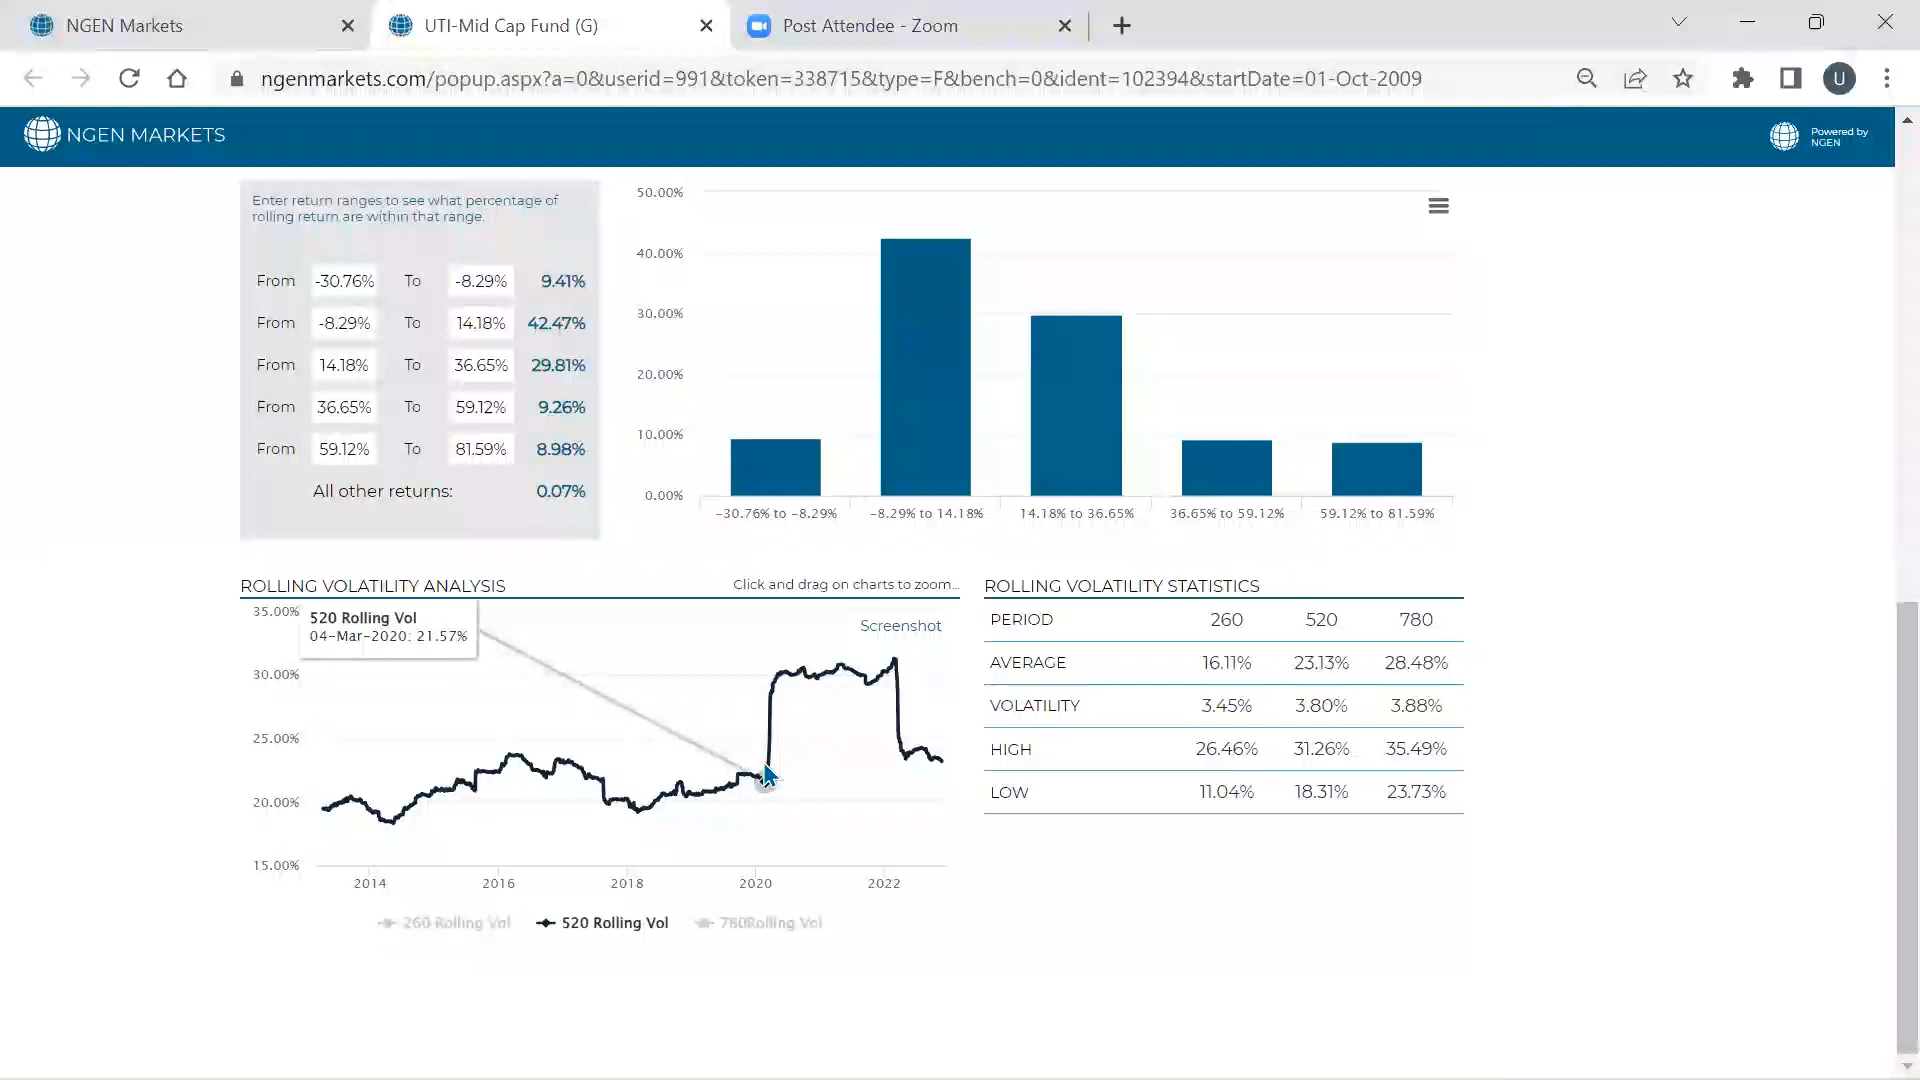 NGEN Markets
UTI-Mid Cap Fund (G)
Post Attendee - Zoom
ngenmarkets.com/popup.aspx?a=0&userid=991&token=338715&type=F&bench=0&ident=102394&startDate=01-Oct-2009
U
NGEN MARKETS
Powered by
NGEN
Enter return ranges to see what percentage of
rolling return are within that range.
From -30.76% To -8.29% 9.41%
From -8.29% To 14.18% 42.47%
From 14.18% To 36.65% 29.81%
From 36.65% To 59.12% 9.26%
From 59.12% To 81.59% 8.98%
All other returns: 0.07%
50.00%
40.00%
30.00%
20.00%
10.00%
0.00%
-30.76% to -8.29% -8.29% to 14.18% 14.18% to 36.65% 36.65% to 59.12% 59.12% to 81.59%
ROLLING VOLATILITY ANALYSIS
Click and drag on charts to zoom...
35.00%
520 Rolling Vol
04-Mar-2020: 21.57%
Screenshot
30.00%
25.00%
20.00%
15.00%
2014 2016 2018 2020 2022
260 Rolling Vol 520 Rolling Vol 780 Rolling Vol
ROLLING VOLATILITY STATISTICS
PERIOD 260 520 780
AVERAGE 16.11% 23.13% 28.48%
VOLATILITY 3.45% 3.80% 3.88%
HIGH 26.46% 31.26% 35.49%
LOW 11.04% 18.31% 23.73%